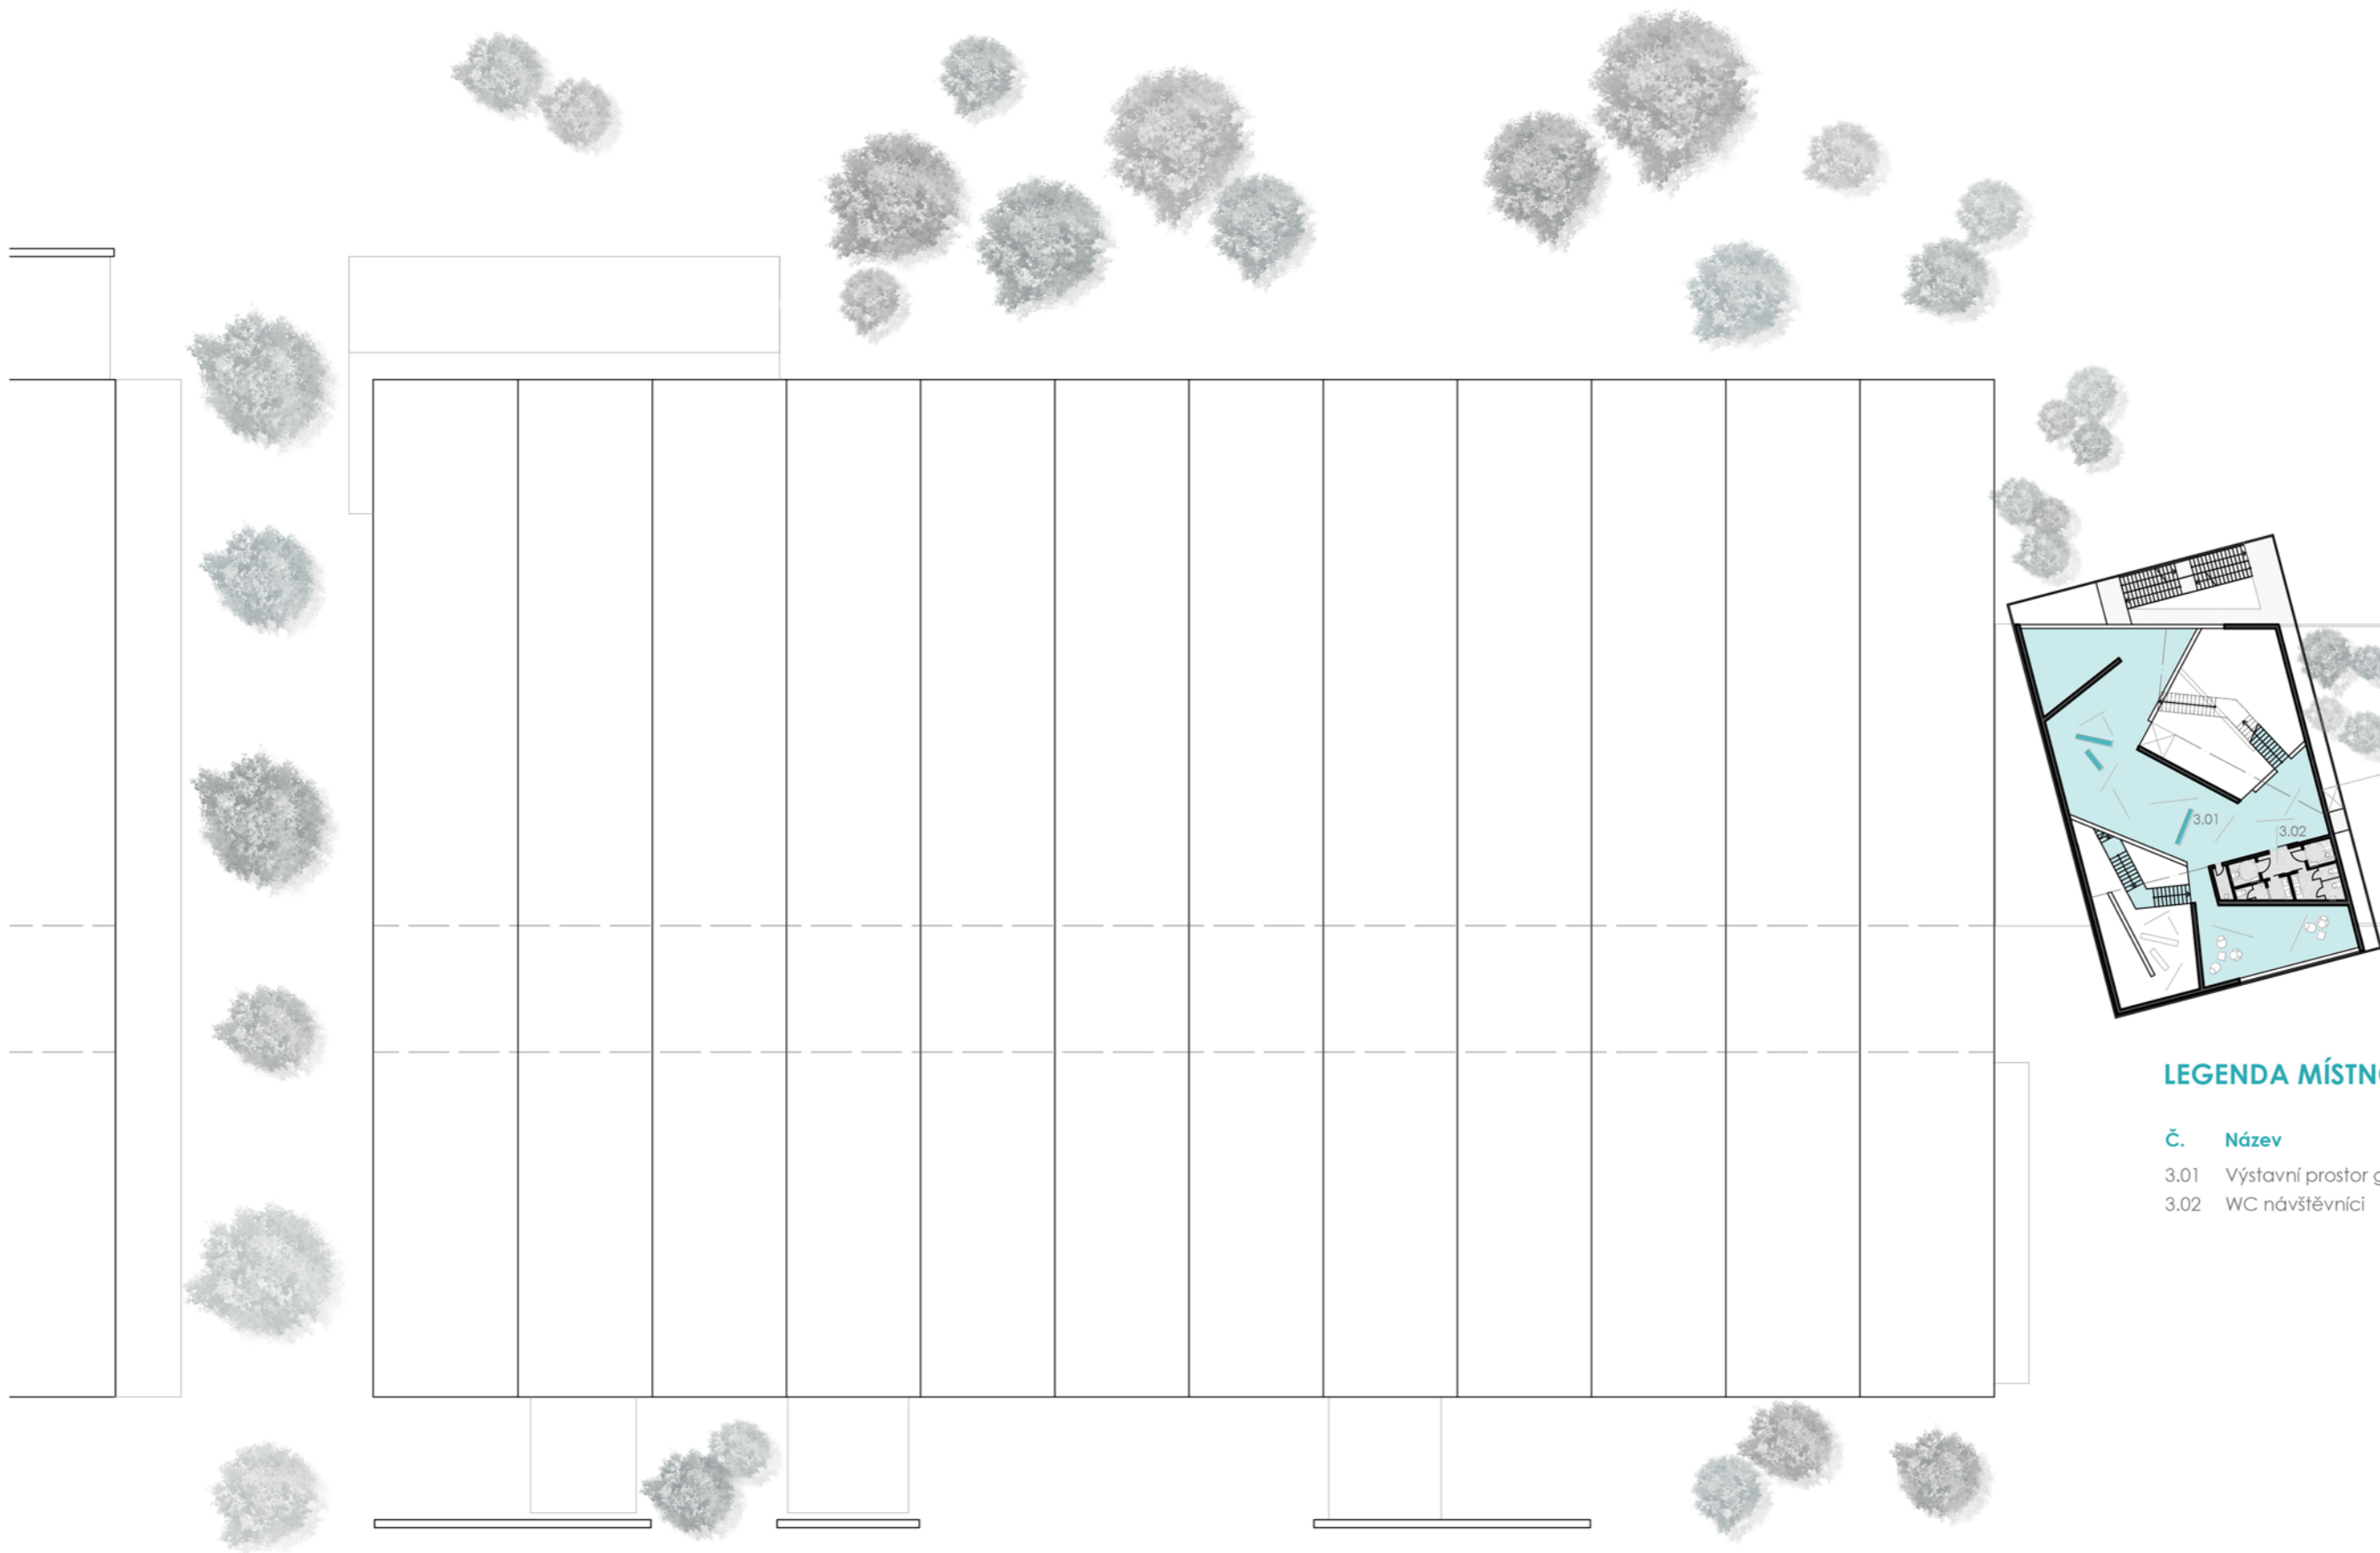 3.01
3.02
LEGENDA MÍSTN
Č. Název
3.01 Výstavní prostor g
3.02 WC návštěvníci